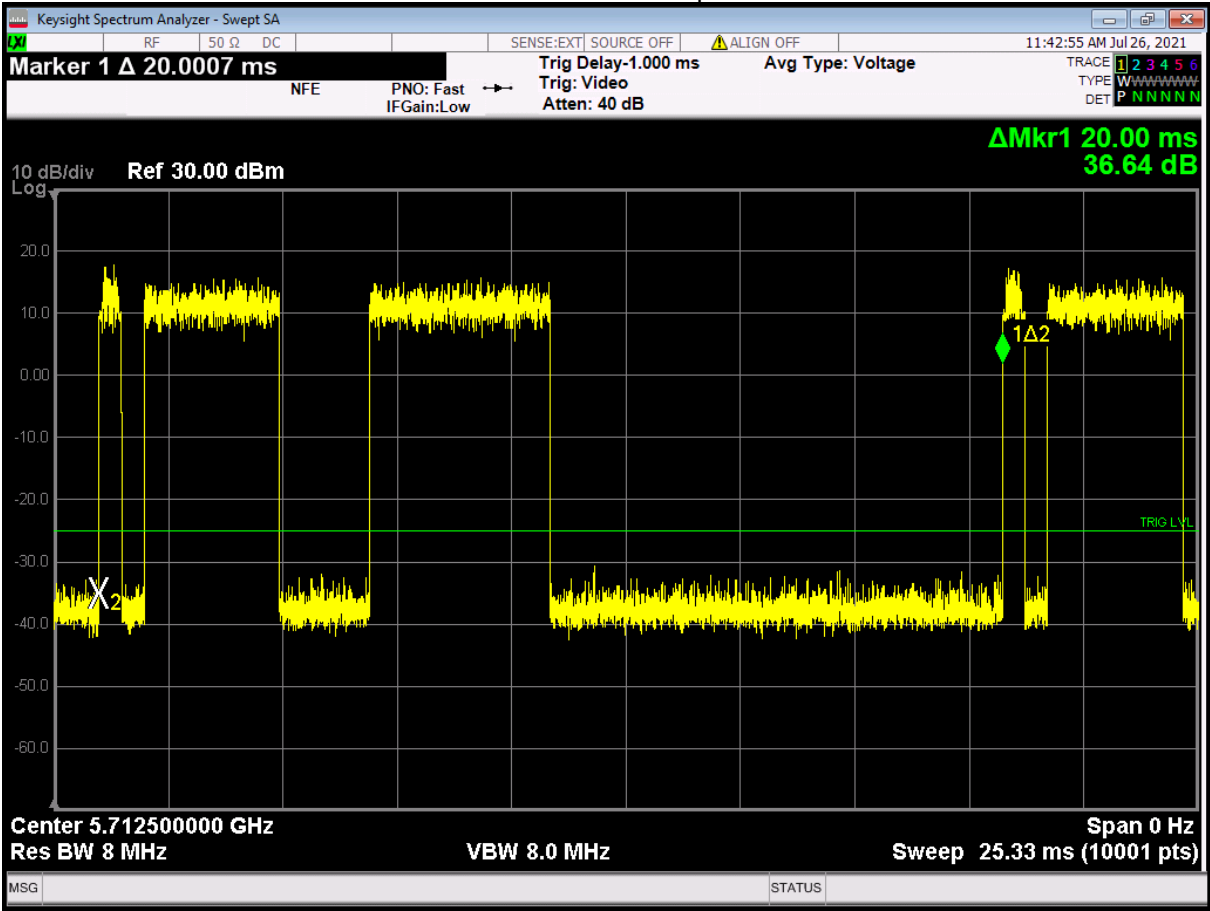 Keysight Spectrum Analyzer - Swept SA
LXI RF 50 Ω DC SENSE:EXT SOURCE OFF ALIGN OFF 11:42:55 AM Jul 26, 2021
Marker 1 Δ 20.0007 ms Trig Delay-1.000 ms Avg Type: Voltage TRACE 1 2 3 4 5 6
NFE PNO: Fast Trig: Video TYPE WWWWWW
IFGain:Low Atten: 40 dB DET P N N N N N
ΔMkr1 20.00 ms
10 dB/div Ref 30.00 dBm 36.64 dB
Log
20.0
10.0
1Δ2
0.00
-10.0
-20.0
TRIG LVL
-30.0
X2
-40.0
-50.0
-60.0
Center 5.712500000 GHz Span 0 Hz
Res BW 8 MHz VBW 8.0 MHz Sweep 25.33 ms (10001 pts)
MSG STATUS